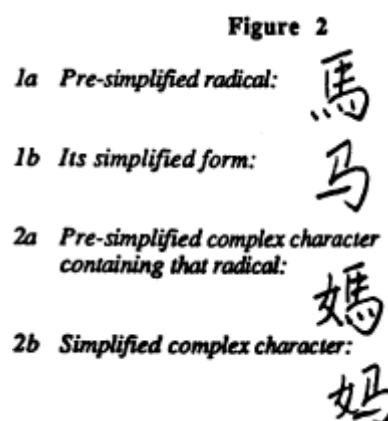 Figure 2
1a Pre-simplified radical: 馬
1b Its simplified form: 马
2a Pre-simplified complex character
containing that radical: 媽
2b Simplified complex character:
妈